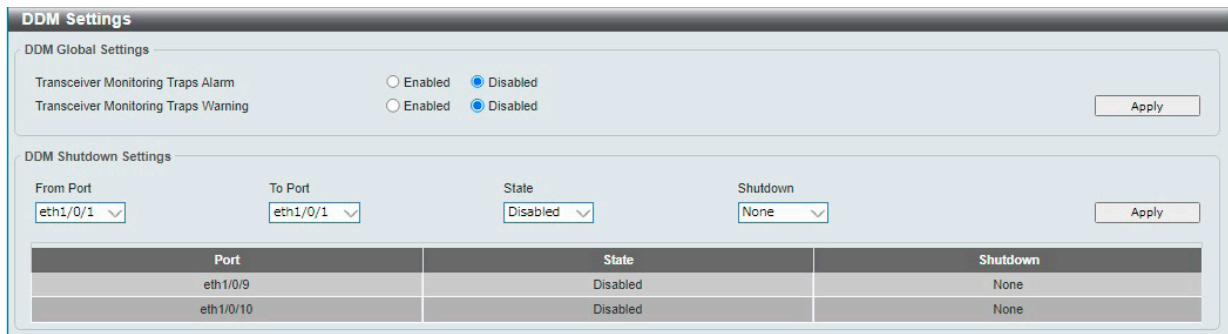 DDM Settings
DDM Global Settings
Transceiver Monitoring Traps Alarm Enabled Disabled
Transceiver Monitoring Traps Warning Enabled Disabled Apply
DDM Shutdown Settings
From Port To Port State Shutdown
eth1/0/1 eth1/0/1 Disabled None Apply
Port State Shutdown
eth1/0/9 Disabled None
eth1/0/10 Disabled None